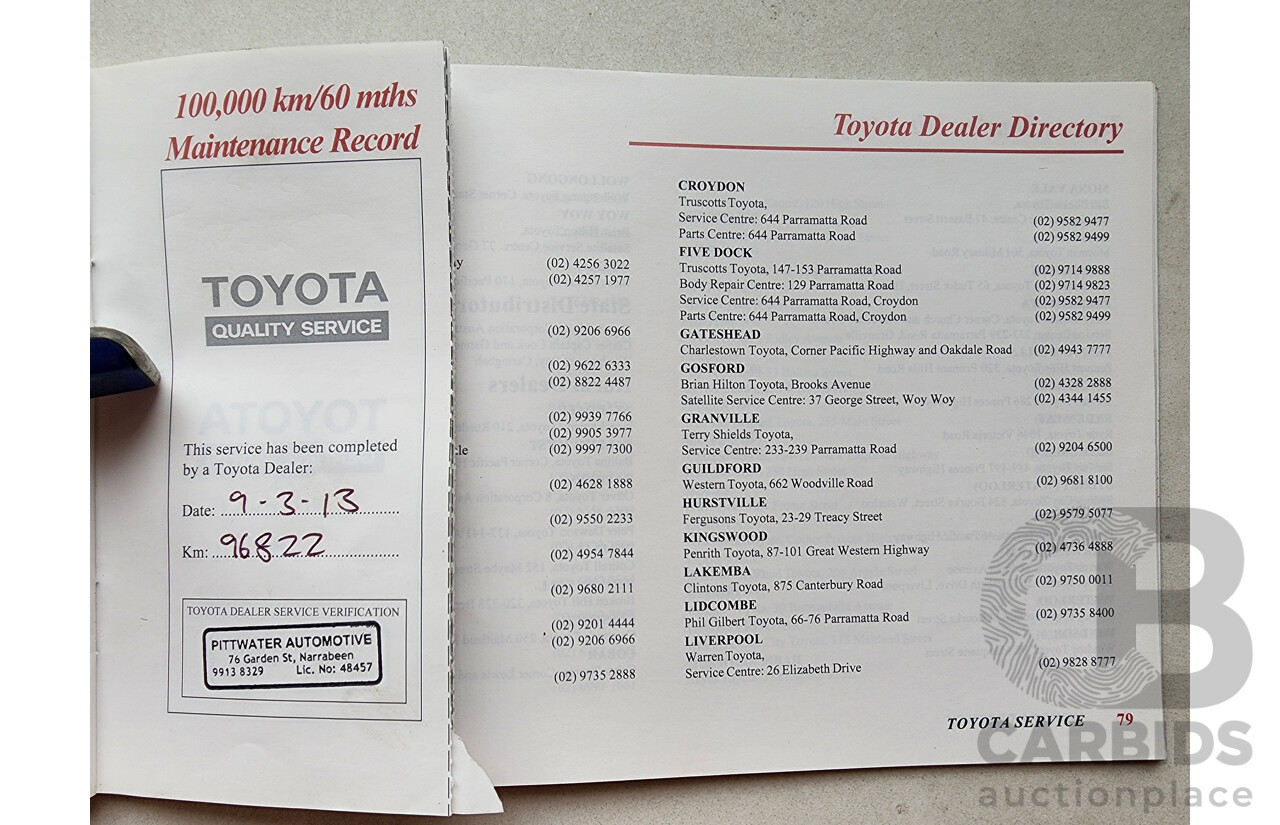 100,000 km/60 mths
Maintenance Record
TOYOTA
QUALITY SERVICE
This service has been completed
by a Toyota Dealer:
Date: 9-3-13
Km: 96822
TOYOTA DEALER SERVICE VERIFICATION
PITTWATER AUTOMOTIVE
76 Garden St, Narrabeen
9913 8329 Lic. No: 48457
(02) 4256 3022
(02) 4257 1977
(02) 9206 6966
(02) 9622 6333
(02) 8822 4487
(02) 9939 7766
(02) 9905 3977
(02) 9997 7300
(02) 4628 1888
(02) 9550 2233
(02) 4954 7844
(02) 9680 2111
(02) 9201 4444
(02) 9206 6966
(02) 9735 2888
Toyota Dealer Directory
CROYDON
Truscotts Toyota,
Service Centre: 644 Parramatta Road (02) 9582 9477
Parts Centre: 644 Parramatta Road (02) 9582 9499
FIVE DOCK
Truscotts Toyota, 147-153 Parramatta Road (02) 9714 9888
Body Repair Centre: 129 Parramatta Road (02) 9714 9823
Service Centre: 644 Parramatta Road, Croydon (02) 9582 9477
Parts Centre: 644 Parramatta Road, Croydon (02) 9582 9499
GATESHEAD
Charlestown Toyota, Corner Pacific Highway and Oakdale Road (02) 4943 7777
GOSFORD
Brian Hilton Toyota, Brooks Avenue (02) 4328 2888
Satellite Service Centre: 37 George Street, Woy Woy (02) 4344 1455
GRANVILLE
Terry Shields Toyota,
Service Centre: 233-239 Parramatta Road (02) 9204 6500
GUILDFORD
Western Toyota, 662 Woodville Road (02) 9681 8100
HURSTVILLE
Fergusons Toyota, 23-29 Treacy Street (02) 9579 5077
KINGSWOOD
Penrith Toyota, 87-101 Great Western Highway (02) 4736 4888
LAKEMBA
Clintons Toyota, 875 Canterbury Road (02) 9750 0011
LIDCOMBE
Phil Gilbert Toyota, 66-76 Parramatta Road (02) 9735 8400
LIVERPOOL
Warren Toyota,
Service Centre: 26 Elizabeth Drive (02) 9828 8777
TOYOTA SERVICE 79
CB
CARBIDS
auctionplace